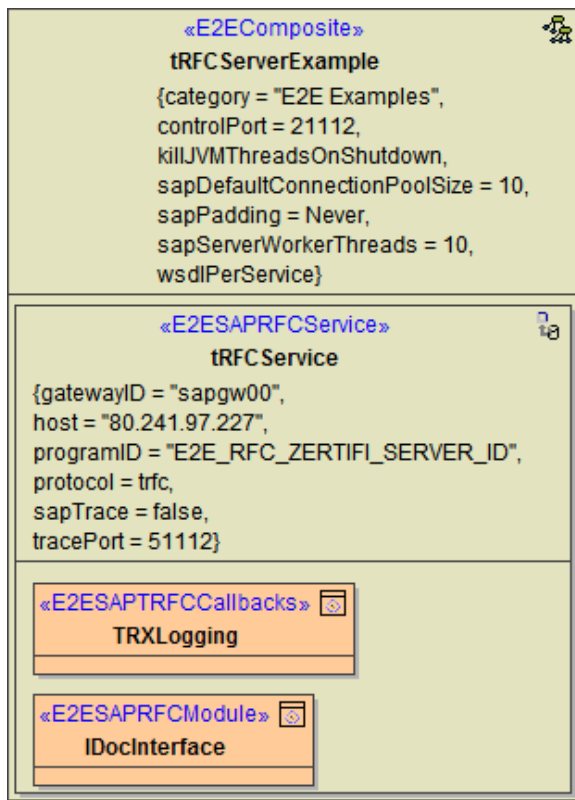 «E2EComposite»
tRFCServerExample
{category = "E2E Examples",
controlPort = 21112,
killJVMThreadsOnShutdown,
sapDefaultConnectionPoolSize = 10,
sapPadding = Never,
sapServerWorkerThreads = 10,
wsdlPerService}
«E2ESAPRFCService»
tRFCService
{gatewayID = "sapgw00",
host = "80.241.97.227",
programID = "E2E_RFC_ZERTIFI_SERVER_ID",
protocol = trfc,
sapTrace = false,
tracePort = 51112}
«E2ESAPTRFCCallbacks»
TRXLogging
«E2ESAPRFCModule»
IDocInterface